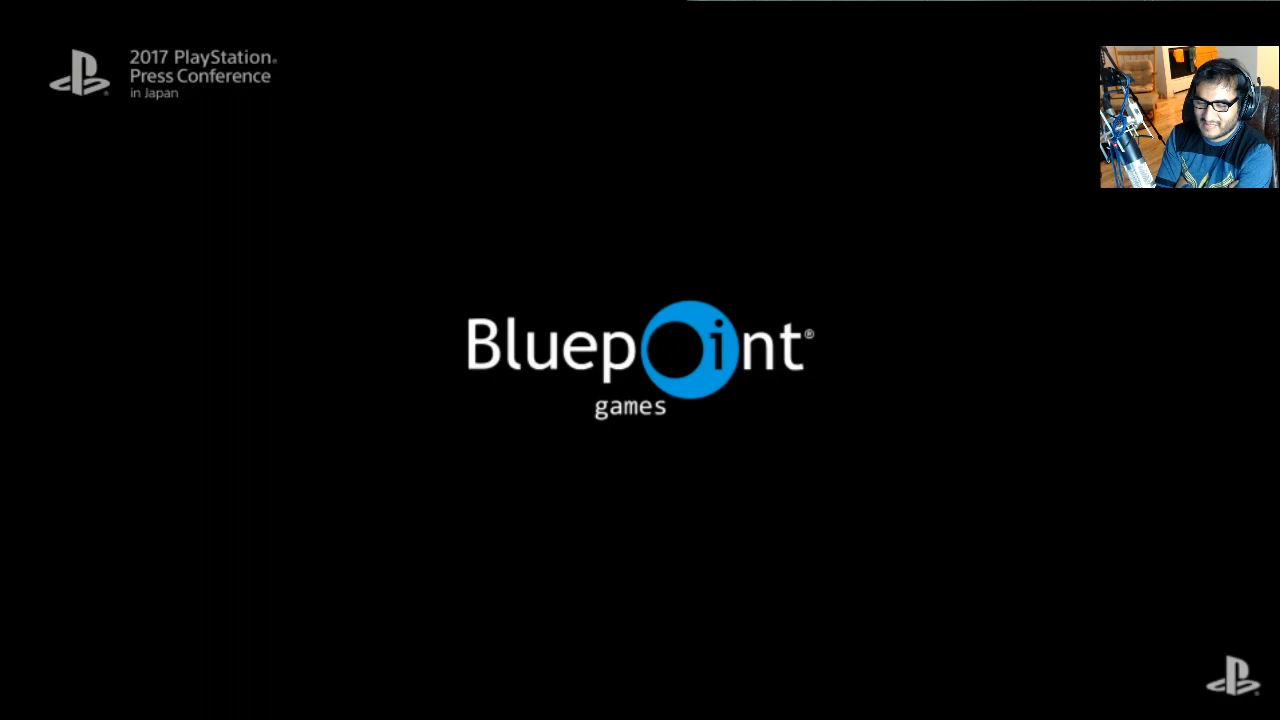 2017 PlayStation®
Press Conference
in Japan
Bluepoint®
games